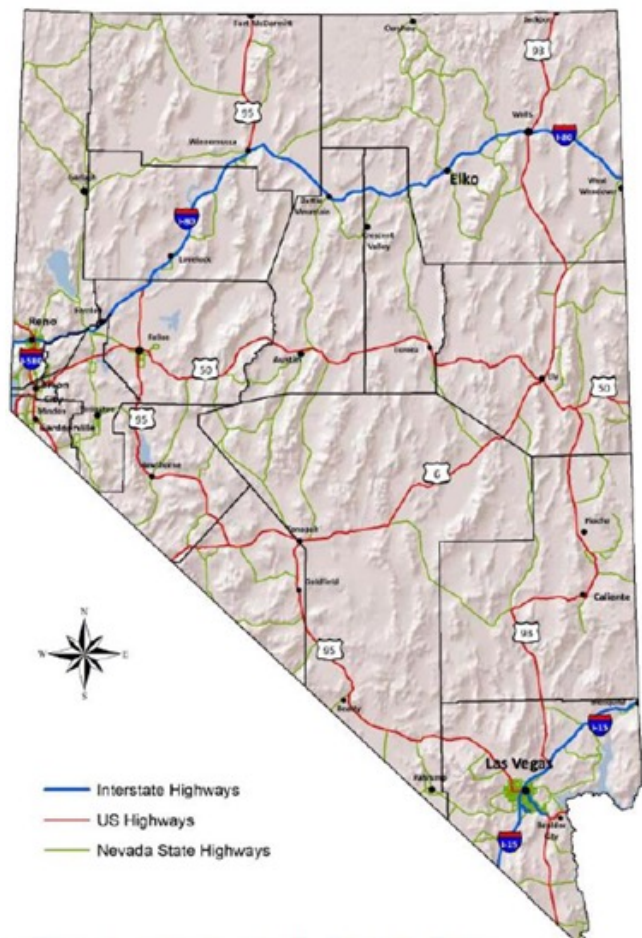 Fort McDermitt
Owyhee
Jackpot
93
95
Winnemucca
Wells
I-80
Elko
West
Wendover
Gerlach
Battle
Mountain
I-80
Crescent
Valley
Lovelock
Fernley
Reno
I-580
Fallon
Austin
Eureka
50
Ely
50
City
Minden
Yerington
Gardnerville
95
Hawthorne
6
Tonopah
Pioche
Goldfield
Caliente
N
W
E
S
95
93
Beatty
Mesquite
I-15
Las Vegas
Pahrump
Interstate Highways
US Highways
Nevada State Highways
Boulder
City
I-15